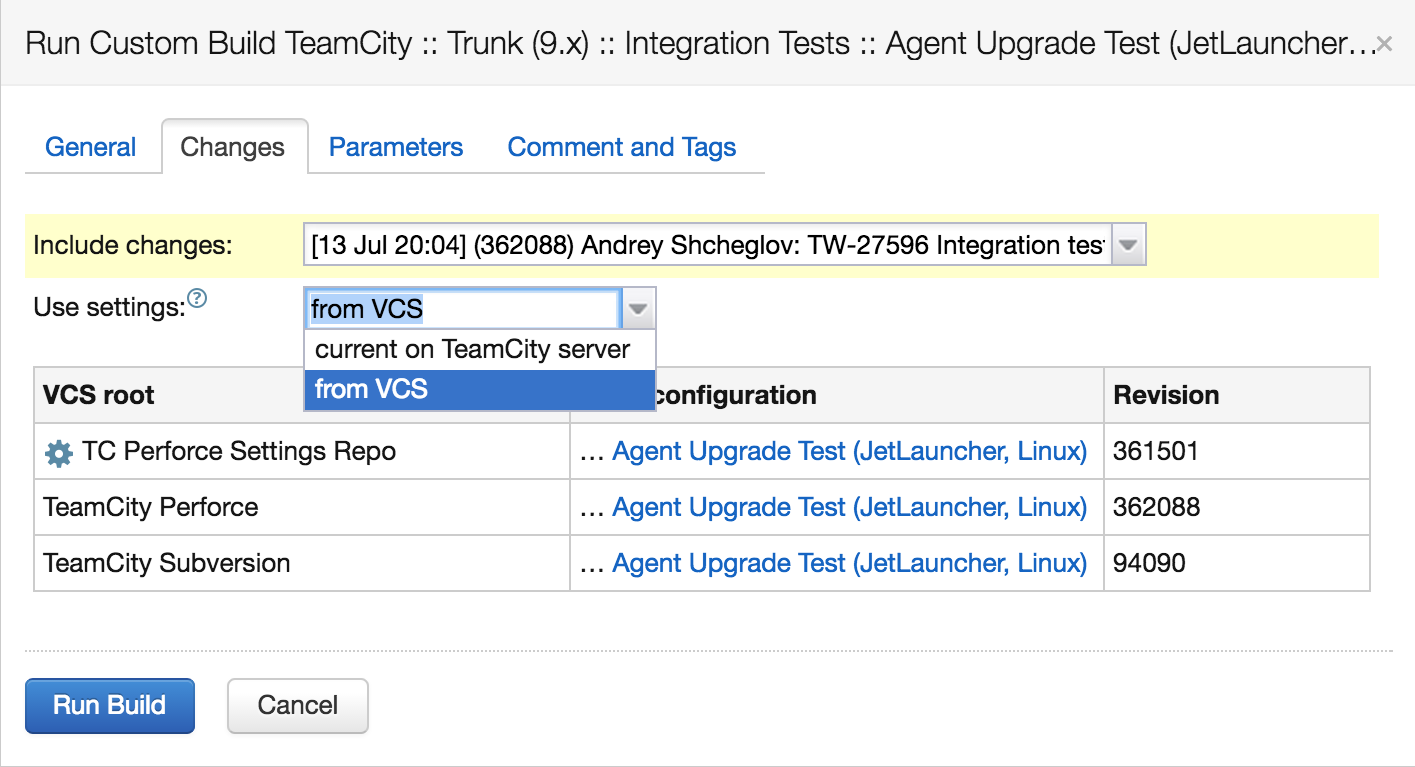 Run Custom Build TeamCity :: Trunk (9.x) :: Integration Tests :: Agent Upgrade Test (JetLauncher... ×
General Changes Parameters Comment and Tags
Include changes: [13 Jul 20:04] (362088) Andrey Shcheglov: TW-27596 Integration tes
Use settings: ? from VCS
current on TeamCity server
from VCS
VCS root configuration Revision
TC Perforce Settings Repo ... Agent Upgrade Test (JetLauncher, Linux) 361501
TeamCity Perforce ... Agent Upgrade Test (JetLauncher, Linux) 362088
TeamCity Subversion ... Agent Upgrade Test (JetLauncher, Linux) 94090
Run Build Cancel